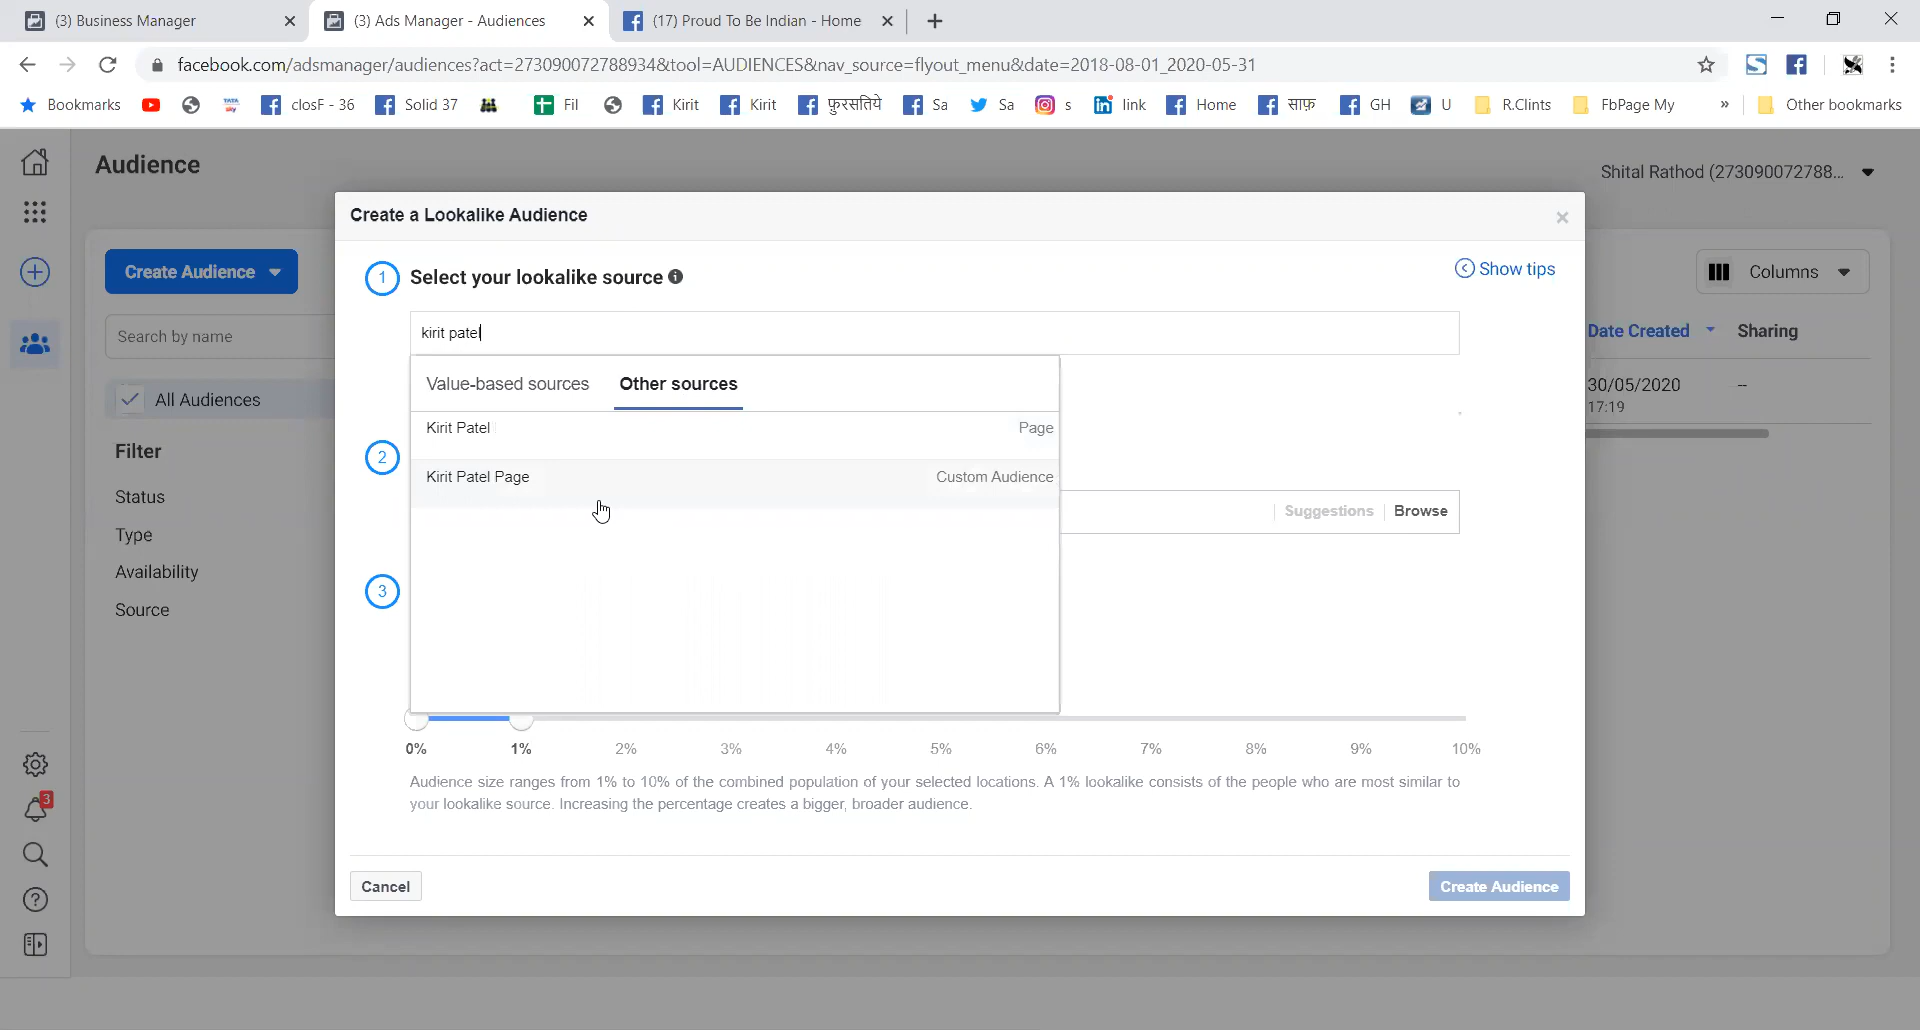 (3) Business Manager
(3) Ads Manager - Audiences
(17) Proud To Be Indian - Home
facebook.com/adsmanager/audiences?act=273090072788934&tool=AUDIENCES&nav_source=flyout_menu&date=2018-08-01_2020-05-31
Bookmarks
closF - 36
Solid 37
Fil
Kirit
Kirit
फ़ुरसतिये
Sa
Sa
s
link
Home
साफ़
GH
U
R.Clints
FbPage My
»
Other bookmarks
Audience
Shital Rathod (27309007278 8...
Create a Lookalike Audience
1 Select your lookalike source
Show tips
Create Audience
Columns
kirit patel
Search by name
Date Created
Sharing
Value-based sources
Other sources
30/05/2020
--
17:19
All Audiences
Kirit Patel
Page
Filter
2
Kirit Patel Page
Custom Audience
Status
Suggestions
Browse
Type
Availability
3
Source
0%
1%
2%
3%
4%
5%
6%
7%
8%
9%
10%
Audience size ranges from 1% to 10% of the combined population of your selected locations. A 1% lookalike consists of the people who are most similar to
your lookalike source. Increasing the percentage creates a bigger, broader audience.
3
Cancel
Create Audience